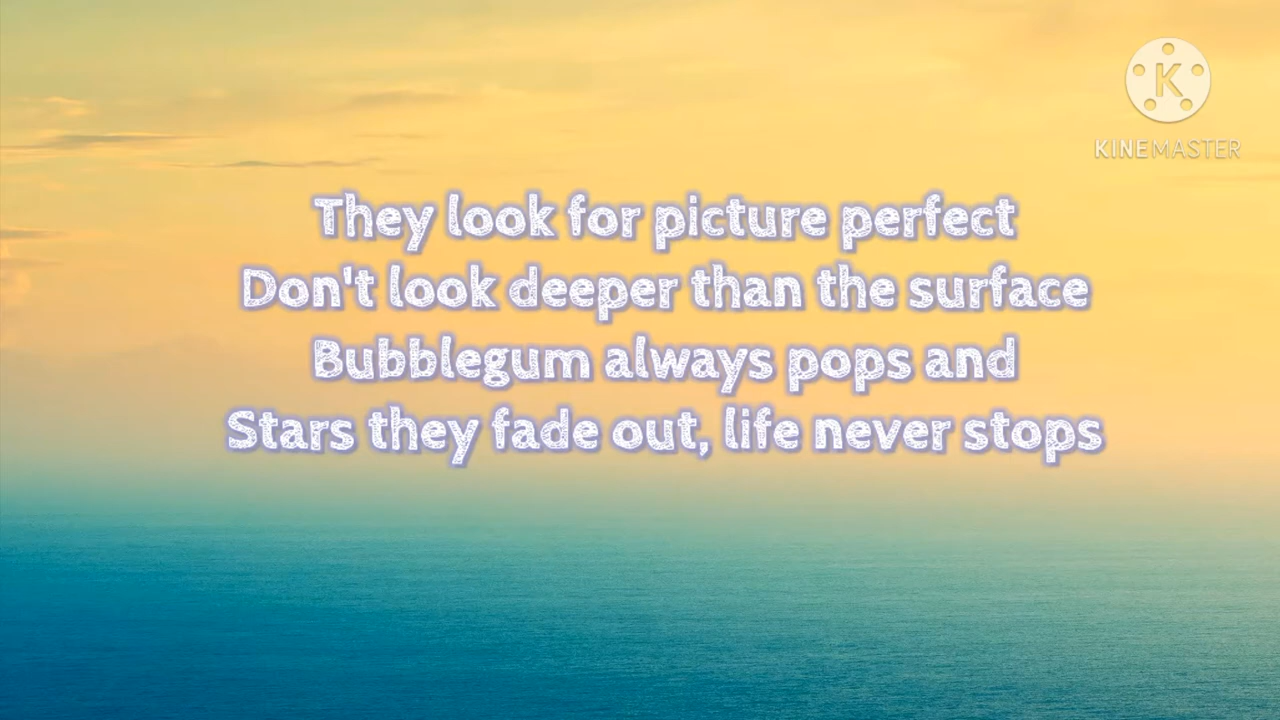 K
KINEMASTER
They look for picture perfect
Don't look deeper than the surface
Bubblegum always pops and
Stars they fade out, life never stops